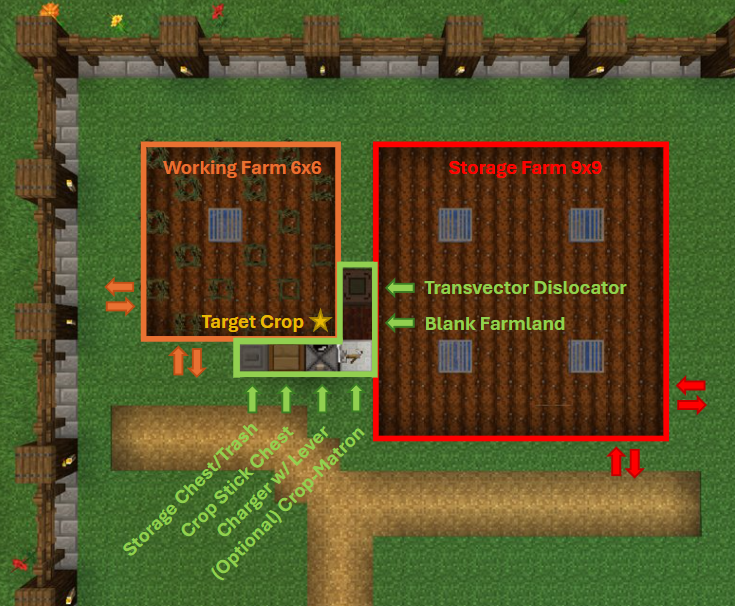 Working Farm 6x6
Storage Farm 9x9
Transvector Dislocator
Blank Farmland
Target Crop
Storage Chest/Trash
Crop Stick Chest
Charger w/ Lever
(Optional) Crop-Matron